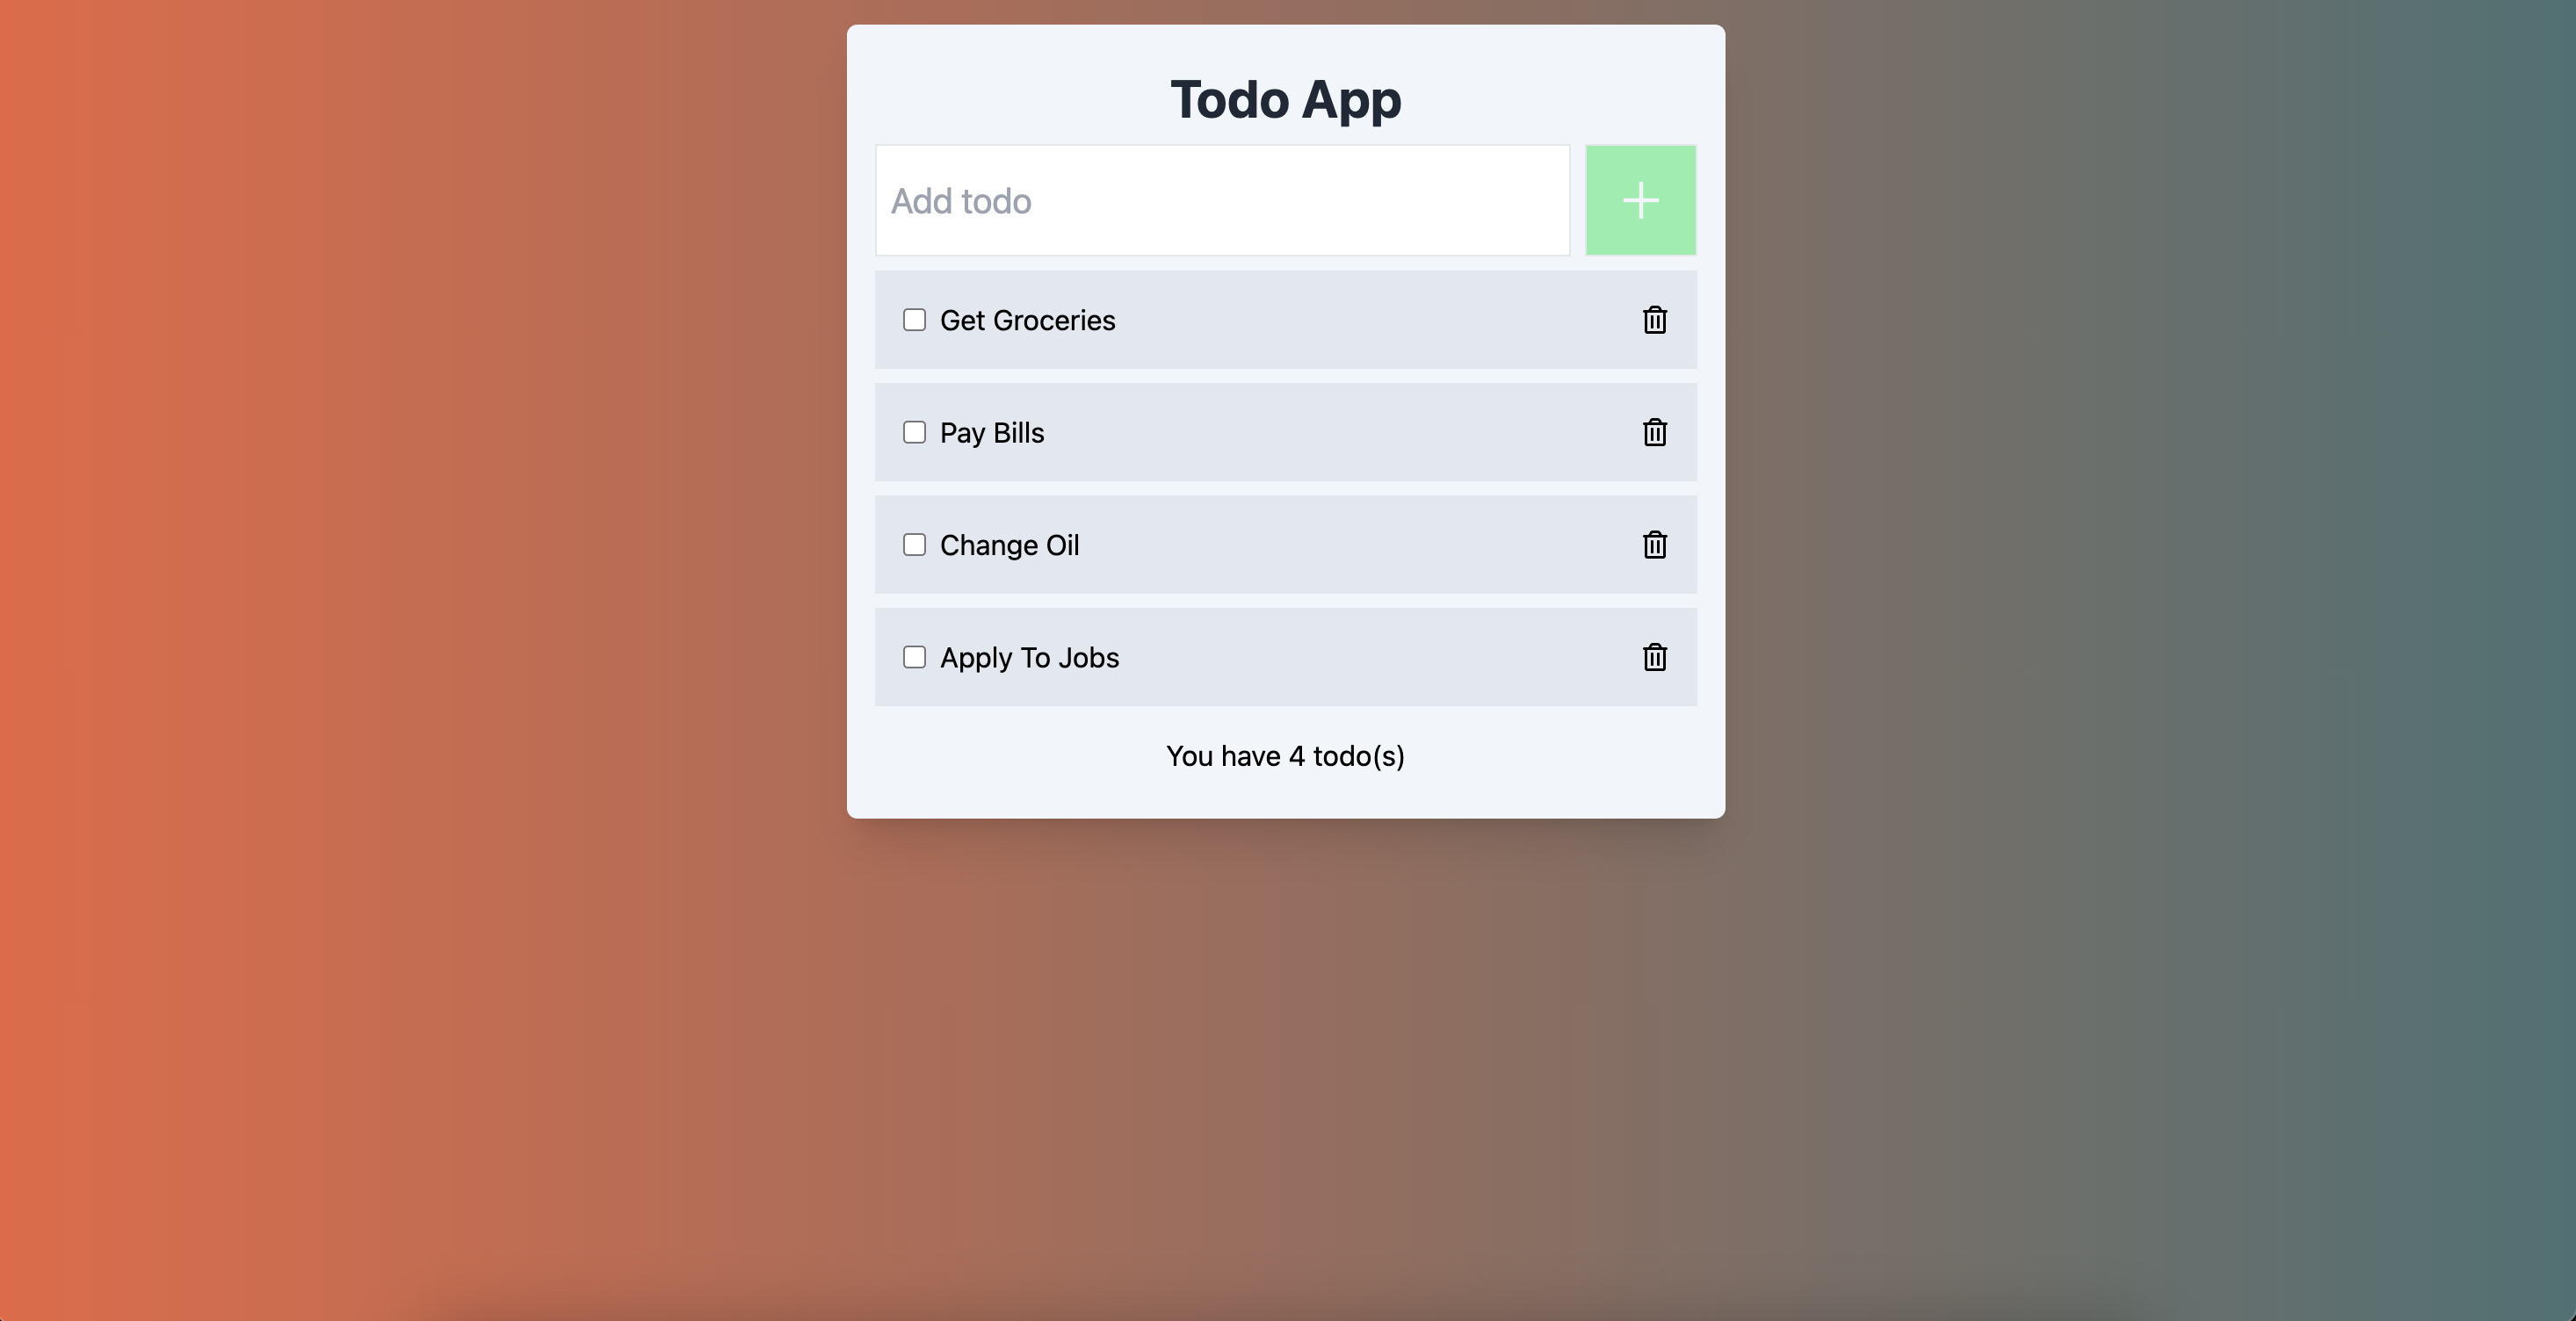 Todo App
Add todo
Get Groceries
Pay Bills
Change Oil
Apply To Jobs
You have 4 todo(s)